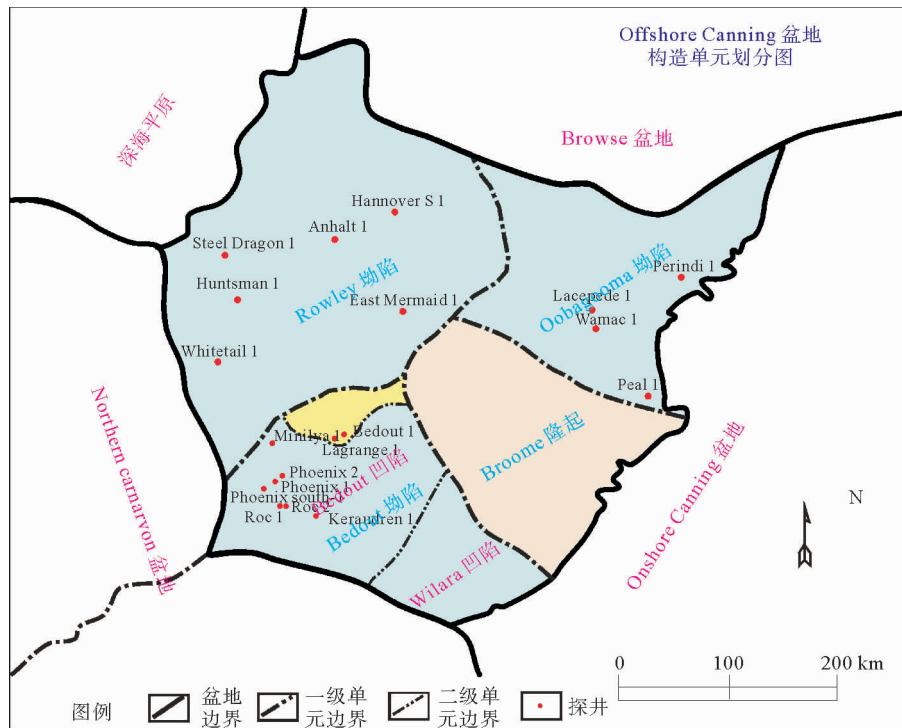 Offshore Canning 盆地
构造单元划分图
深海平原
Browse 盆地
Hannover S 1
Anhalt 1
Steel Dragon 1
Perindi 1
Rowley 坳陷
Huntsman 1
Oobagooma 坳陷
East Mermaid 1
Lacepede 1
Wamac 1
Whitetail 1
Peal 1
Northern carnarvon 盆地
Minilya 1
Bedout 1
Lagrange 1
Broome 隆起
Onshore Canning 盆地
Phoenix 2
Phoenix 1
Bedout 凹陷
Phoenix south-1
Roc 1
Roc 2
Keraudren 1
Bedout 坳陷
Wilara 凹陷
N
0 100 200 km
图例
盆地
边界
一级单
元边界
二级单
元边界
探井